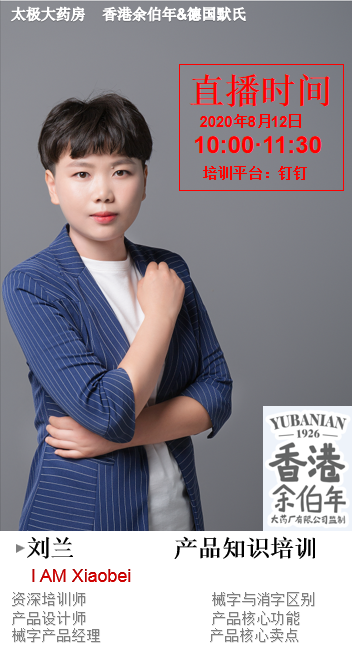 太极大药房 香港余伯年&德国默氏
直播时间
2020年8月12日
10:00·11:30
培训平台：钉钉
YUBANIAN
1926
香港
余伯年
大药厂有限公司监制
刘兰 产品知识培训
I AM Xiaobei
资深培训师 械字与消字区别
产品设计师 产品核心功能
械字产品经理 产品核心卖点